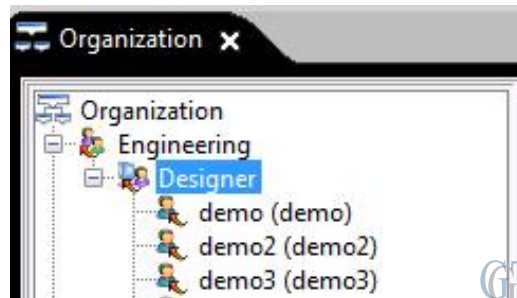 Organization
Organization
Engineering
Designer
demo (demo)
demo2 (demo2)
demo3 (demo3)